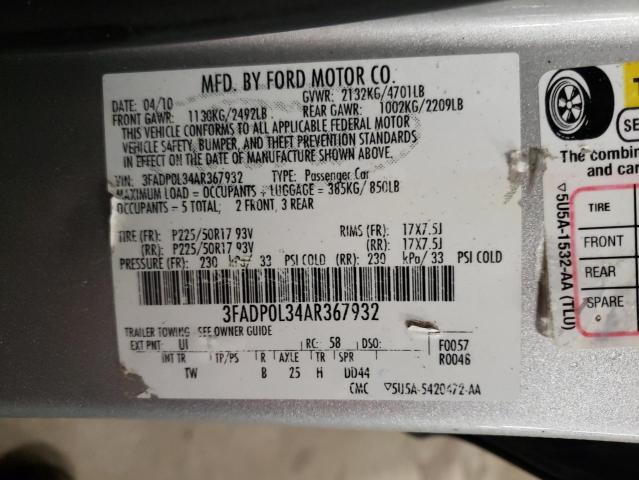 MFD. BY FORD MOTOR CO.
DATE: 04/10 GVWR: 2132KG/4701LB
FRONT GAWR: 1130KG/2492LB REAR GAWR: 1002KG/2209LB
THIS VEHICLE CONFORMS TO ALL APPLICABLE FEDERAL MOTOR
VEHICLE SAFETY, BUMPER, AND THEFT PREVENTION STANDARDS
IN EFFECT ON THE DATE OF MANUFACTURE SHOWN ABOVE.
VIN: 3FADP0L34AR367932 TYPE: Passenger Car
MAXIMUM LOAD = OCCUPANTS + LUGGAGE = 385KG/850LB
OCCUPANTS = 5 TOTAL; 2 FRONT, 3 REAR
TIRE (FR): P225/50R17 93V RIMS (FR): 17X7.5J
(RR): P225/50R17 93V (RR): 17X7.5J
PRESSURE (FR): 230 kPa/ 33 PSI COLD (RR): 230 kPa/ 33 PSI COLD
3FADP0L34AR367932
TRAILER TOWING SEE OWNER GUIDE
EXT PNT: UI RC: 58 DSO: F0057
INT TR TP/PS R AXLE TR SPR R0046
TW B 25 H DD44
CMC ▽5U5A-5420472-AA
T
SE
The combin
and car
TIRE
FRONT
REAR
SPARE
▽5U5A-1532-AA (TLU)